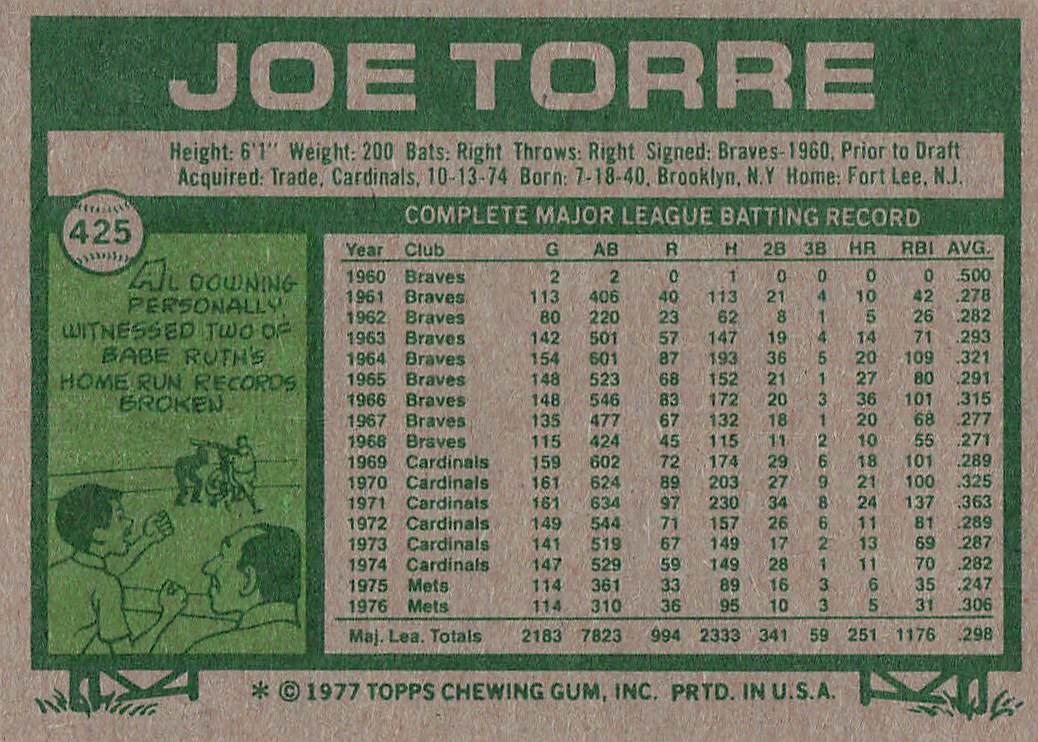 JOE TORRE
Height: 6'1" Weight: 200 Bats: Right Throws: Right Signed: Braves-1960, Prior to Draft
Acquired: Trade, Cardinals, 10-13-74 Born: 7-18-40, Brooklyn, N.Y Home: Fort Lee, N.J.
425
AL DOWNING
PERSONALLY
WITNESSED TWO OF
BABE RUTH'S
HOME RUN RECORDS
BROKEN
COMPLETE MAJOR LEAGUE BATTING RECORD
Year Club G AB R H 2B 3B HR RBI AVG.
1960 Braves 2 2 0 1 0 0 0 0 .500
1961 Braves 113 406 40 113 21 4 10 42 .278
1962 Braves 80 220 23 62 8 1 5 26 .282
1963 Braves 142 501 57 147 19 4 14 71 .293
1964 Braves 154 601 87 193 36 5 20 109 .321
1965 Braves 148 523 68 152 21 1 27 80 .291
1966 Braves 148 546 83 172 20 3 36 101 .315
1967 Braves 135 477 67 132 18 1 20 68 .277
1968 Braves 115 424 45 115 11 2 10 55 .271
1969 Cardinals 159 602 72 174 29 6 18 101 .289
1970 Cardinals 161 624 89 203 27 9 21 100 .325
1971 Cardinals 161 634 97 230 34 8 24 137 .363
1972 Cardinals 149 544 71 157 26 6 11 81 .289
1973 Cardinals 141 519 67 149 17 2 13 69 .287
1974 Cardinals 147 529 59 149 28 1 11 70 .282
1975 Mets 114 361 33 89 16 3 6 35 .247
1976 Mets 114 310 36 95 10 3 5 31 .306
Maj. Lea. Totals 2183 7823 994 2333 341 59 251 1176 .298
* © 1977 TOPPS CHEWING GUM, INC. PRTD. IN U.S.A.